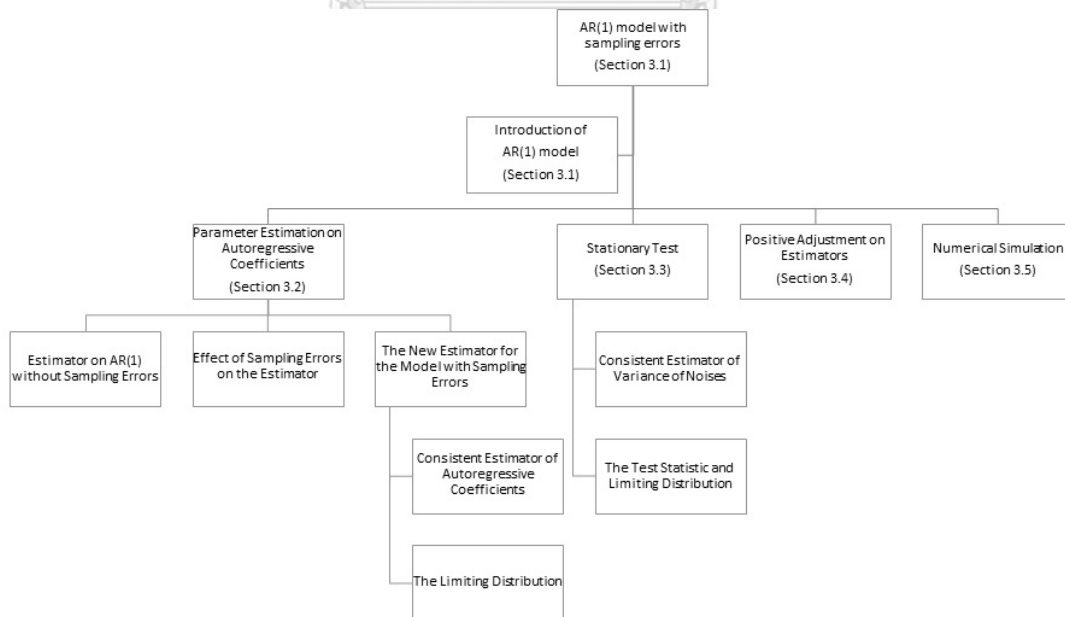 AR(1) model with
sampling errors
(Section 3.1)
Introduction of
AR(1) model
(Section 3.1)
Parameter Estimation on
Autoregressive
Coefficients
(Section 3.2)
Stationary Test
(Section 3.3)
Positive Adjustment on
Estimators
(Section 3.4)
Numerical Simulation
(Section 3.5)
Estimator on AR(1)
without Sampling Errors
Effect of Sampling Errors
on the Estimator
The New Estimator for
the Model with Sampling
Errors
Consistent Estimator of
Variance of Noises
Consistent Estimator of
Autoregressive
Coefficients
The Test Statistic and
Limiting Distribution
The Limiting Distribution